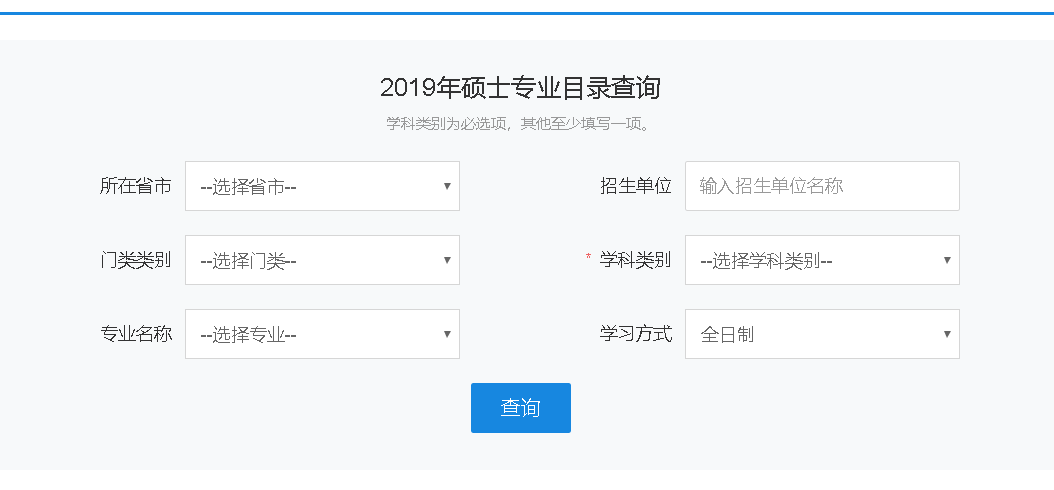 2019年硕士专业目录查询
学科类别为必选项，其他至少填写一项。
所在省市 --选择省市-- 招生单位 输入招生单位名称
门类类别 --选择门类-- * 学科类别 --选择学科类别--
专业名称 --选择专业-- 学习方式 全日制
查询